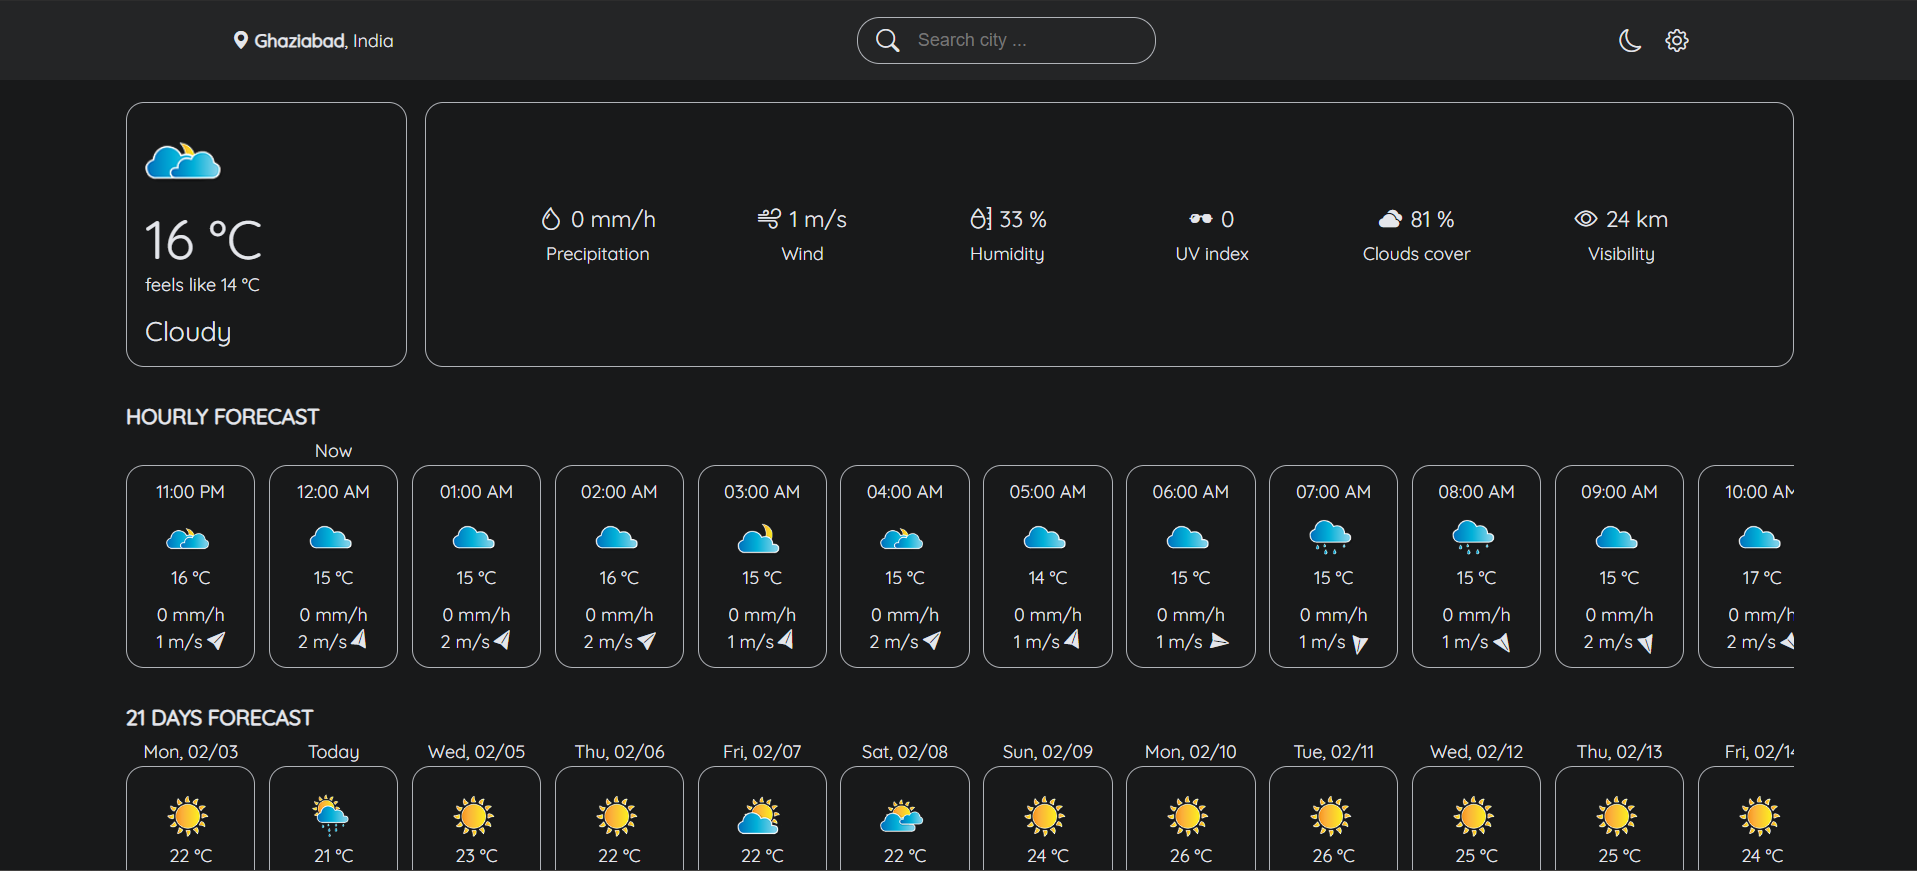 Ghaziabad, India
Search city ...
16 °C
feels like 14 °C
Cloudy
0 mm/h 1 m/s 33 % 0 81 % 24 km
Precipitation Wind Humidity UV index Clouds cover Visibility
HOURLY FORECAST
Now
11:00 PM 12:00 AM 01:00 AM 02:00 AM 03:00 AM 04:00 AM 05:00 AM 06:00 AM 07:00 AM 08:00 AM 09:00 AM 10:00 AM
16 °C 15 °C 15 °C 16 °C 15 °C 15 °C 14 °C 15 °C 15 °C 15 °C 15 °C 17 °C
0 mm/h 0 mm/h 0 mm/h 0 mm/h 0 mm/h 0 mm/h 0 mm/h 0 mm/h 0 mm/h 0 mm/h 0 mm/h 0 mm/h
1 m/s 2 m/s 2 m/s 2 m/s 1 m/s 2 m/s 1 m/s 1 m/s 1 m/s 1 m/s 2 m/s 2 m/s
21 DAYS FORECAST
Mon, 02/03 Today Wed, 02/05 Thu, 02/06 Fri, 02/07 Sat, 02/08 Sun, 02/09 Mon, 02/10 Tue, 02/11 Wed, 02/12 Thu, 02/13 Fri, 02/14
22 °C 21 °C 23 °C 22 °C 22 °C 22 °C 24 °C 26 °C 26 °C 25 °C 25 °C 24 °C